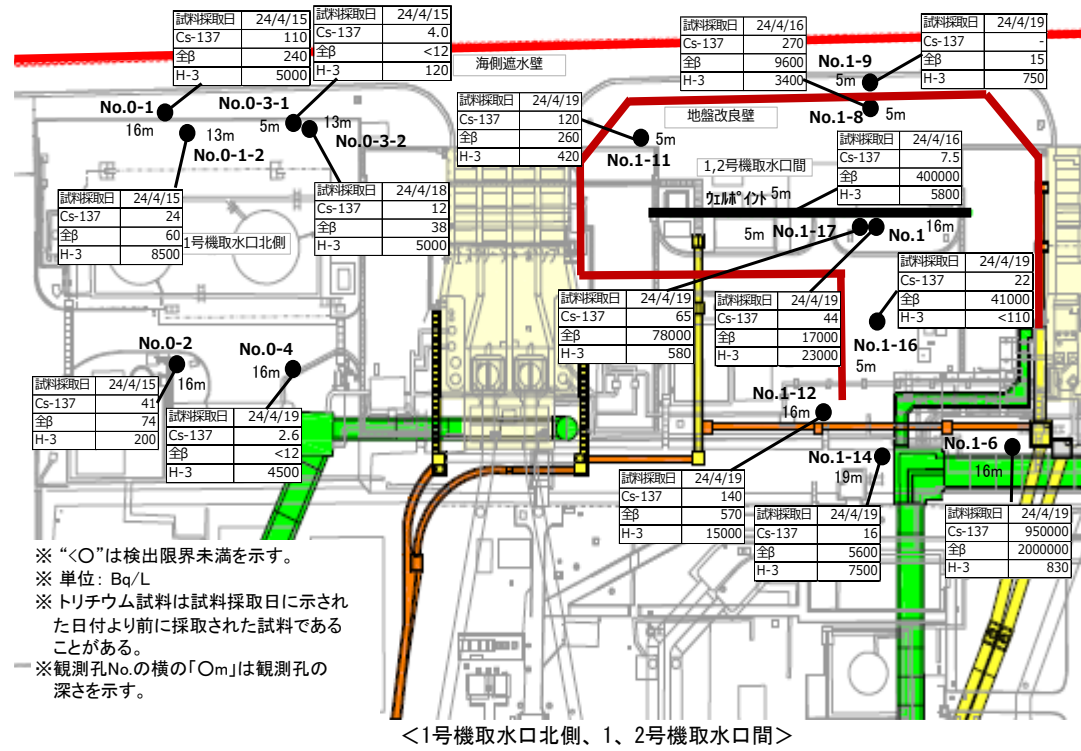 試料採取日 24/4/15
Cs-137 110
全β 240
H-3 5000
試料採取日 24/4/15
Cs-137 4.0
全β <12
H-3 120
海側遮水壁
試料採取日 24/4/16
Cs-137 270
全β 9600
H-3 3400
試料採取日 24/4/19
Cs-137 -
全β 15
H-3 750
No.0-1
16m
No.0-3-1
5m
13m
No.0-1-2
13m
No.0-3-2
試料採取日 24/4/19
Cs-137 120
全β 260
H-3 420
No.1-9
5m
No.1-8
5m
地盤改良壁
5m
No.1-11
1,2号機取水口間
試料採取日 24/4/16
Cs-137 7.5
全β 400000
H-3 5800
試料採取日 24/4/15
Cs-137 24
全β 60
H-3 8500
1号機取水口北側
試料採取日 24/4/18
Cs-137 12
全β 38
H-3 5000
ウェルポイント 5m
5m
No.1-17
No.1
16m
試料採取日 24/4/19
Cs-137 22
全β 41000
H-3 <110
試料採取日 24/4/19
Cs-137 65
全β 78000
H-3 580
試料採取日 24/4/19
Cs-137 44
全β 17000
H-3 23000
No.1-16
5m
No.0-2
16m
No.0-4
16m
試料採取日 24/4/15
Cs-137 41
全β 74
H-3 200
試料採取日 24/4/19
Cs-137 2.6
全β <12
H-3 4500
No.1-12
16m
No.1-14
19m
No.1-6
16m
試料採取日 24/4/19
Cs-137 140
全β 570
H-3 15000
試料採取日 24/4/19
Cs-137 16
全β 5600
H-3 7500
試料採取日 24/4/19
Cs-137 950000
全β 2000000
H-3 830
※ “<〇”は検出限界未満を示す。
※ 単位: Bq/L
※ トリチウム試料は試料採取日に示され
た日付より前に採取された試料である
ことがある。
※観測孔No.の横の「〇m」は観測孔の
深さを示す。
<1号機取水口北側、1、2号機取水口間>